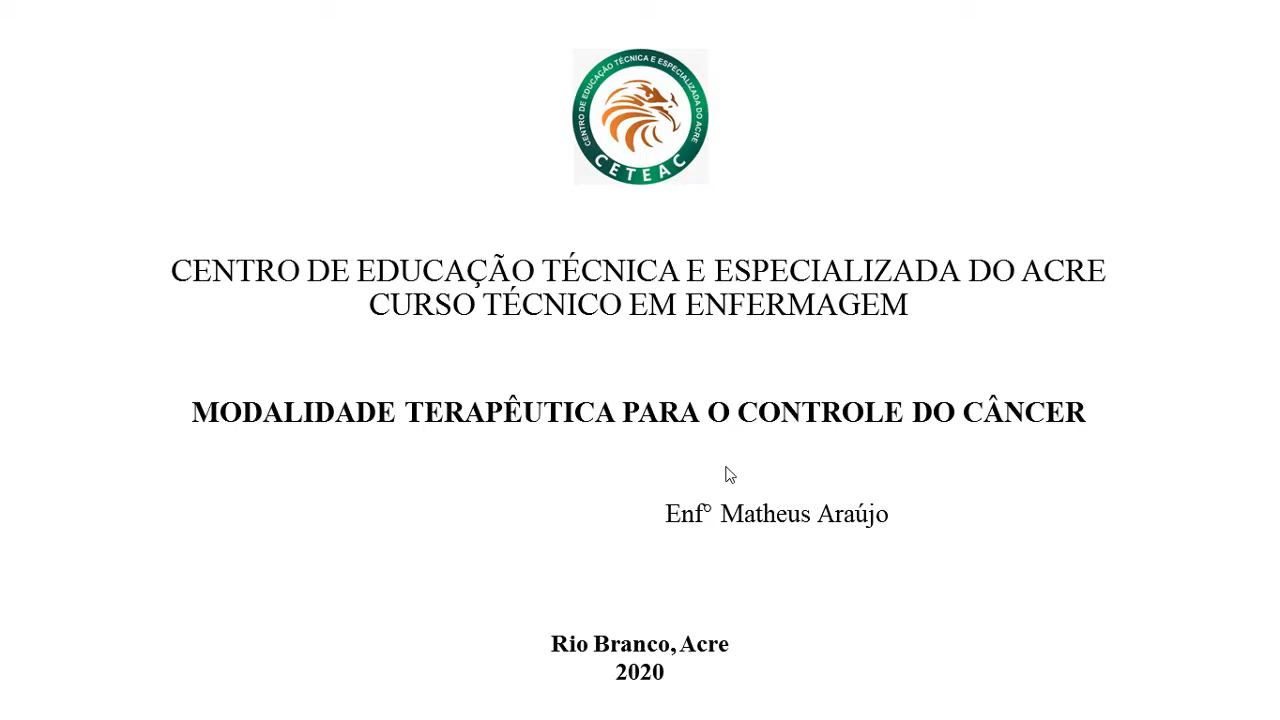 CENTRO DE EDUCAÇÃO TÉCNICA E ESPECIALIZADA DO ACRE
CETEAC
CENTRO DE EDUCAÇÃO TÉCNICA E ESPECIALIZADA DO ACRE
CURSO TÉCNICO EM ENFERMAGEM
MODALIDADE TERAPÊUTICA PARA O CONTROLE DO CÂNCER
Enf° Matheus Araújo
Rio Branco, Acre
2020